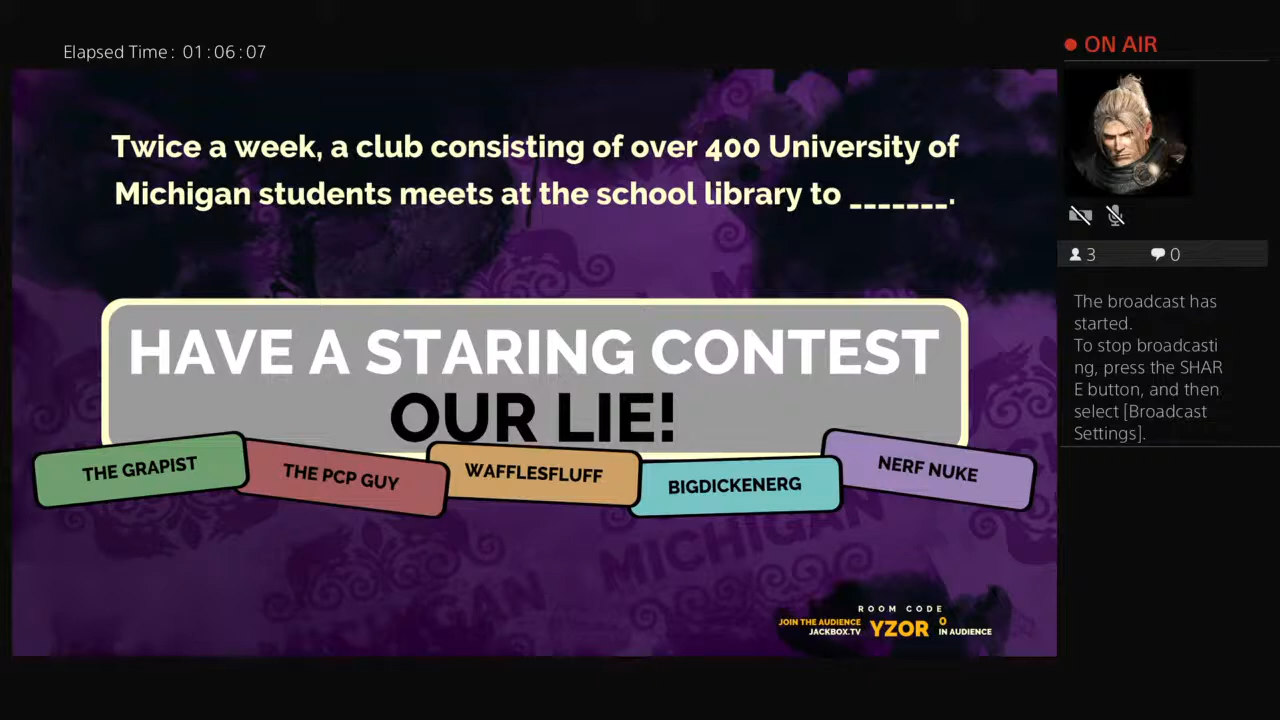 Elapsed Time: 01:06:07
ON AIR
Twice a week, a club consisting of over 400 University of
Michigan students meets at the school library to _______.
3
0
HAVE A STARING CONTEST
OUR LIE!
The broadcast has
started.
To stop broadcasti
ng, press the SHAR
E button, and then
select [Broadcast
Settings].
THE GRAPIST
THE PCP GUY
WAFFLESFLUFF
BIGDICKENERG
NERF NUKE
MICHIGAN
ROOM CODE
JOIN THE AUDIENCE
JACKBOX.TV
YZOR
0
IN AUDIENCE